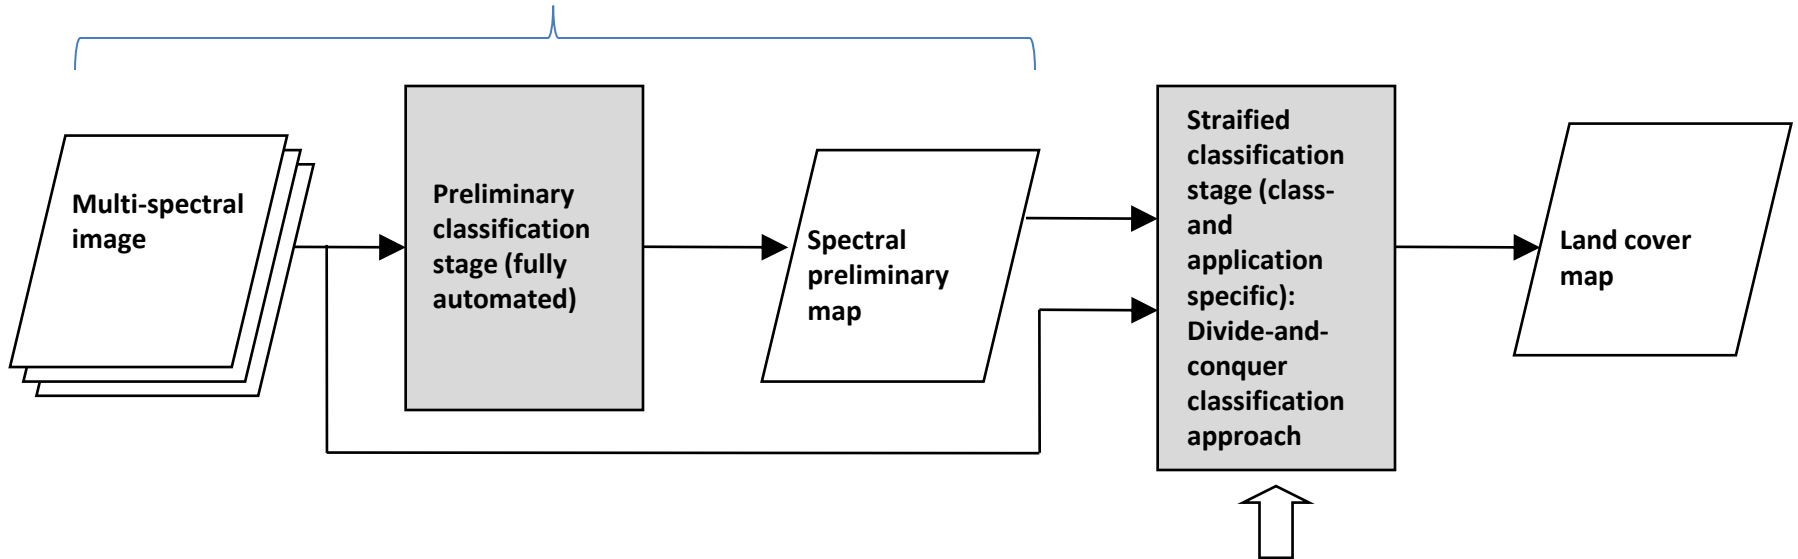 Multi-spectral
image
Preliminary
classification
stage (fully
automated)
Spectral
preliminary
map
Straified
classification
stage (class-
and
application
specific):
Divide-and-
conquer
classification
approach
Land cover
map